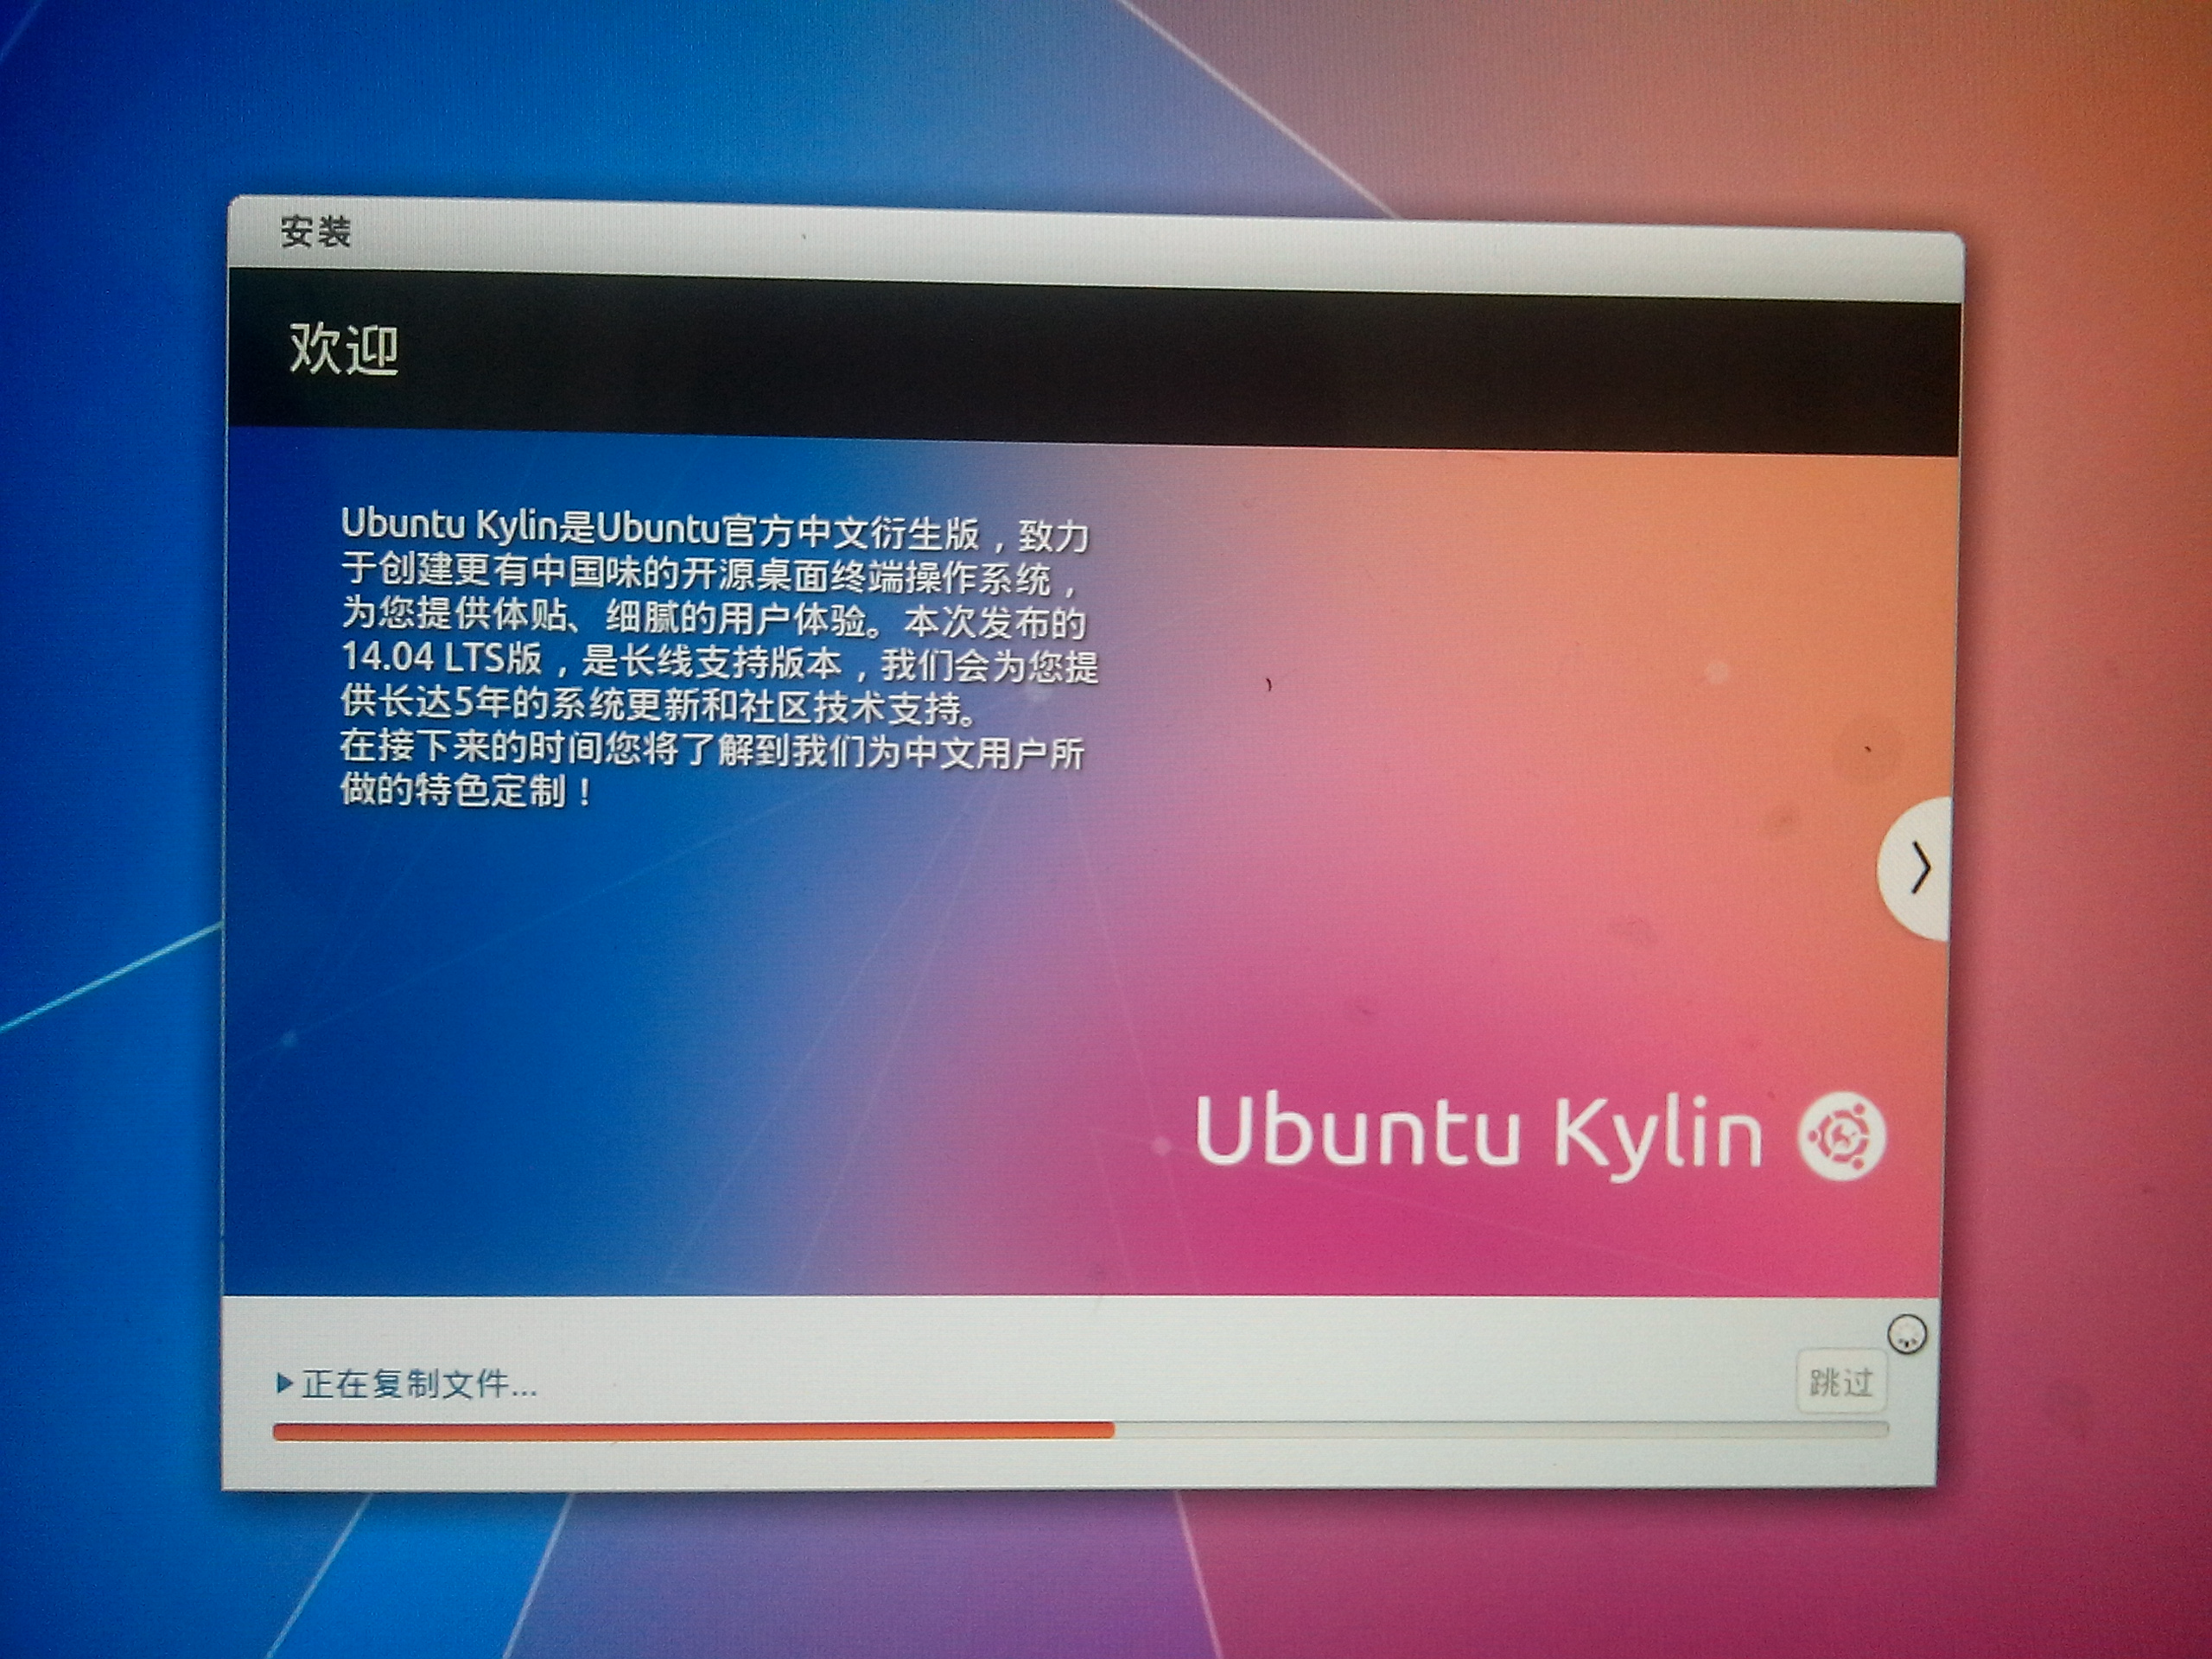 安装
欢迎
Ubuntu Kylin是Ubuntu官方中文衍生版，致力
于创建更有中国味的开源桌面终端操作系统，
为您提供体贴、细腻的用户体验。本次发布的
14.04 LTS版，是长线支持版本，我们会为您提
供长达5年的系统更新和社区技术支持。
在接下来的时间您将了解到我们为中文用户所
做的特色定制！
Ubuntu Kylin
正在复制文件...
跳过